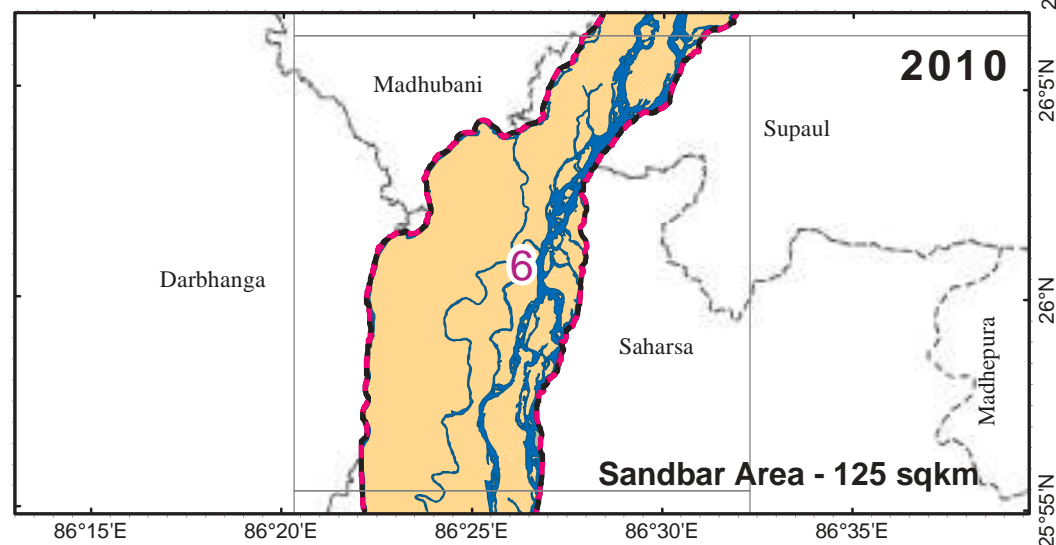 2
2010
26°5'N
Madhubani
Supaul
6
Darbhanga
26°N
Saharsa
Madhepura
Sandbar Area - 125 sqkm
25°55'N
86°15'E
86°20'E
86°25'E
86°30'E
86°35'E